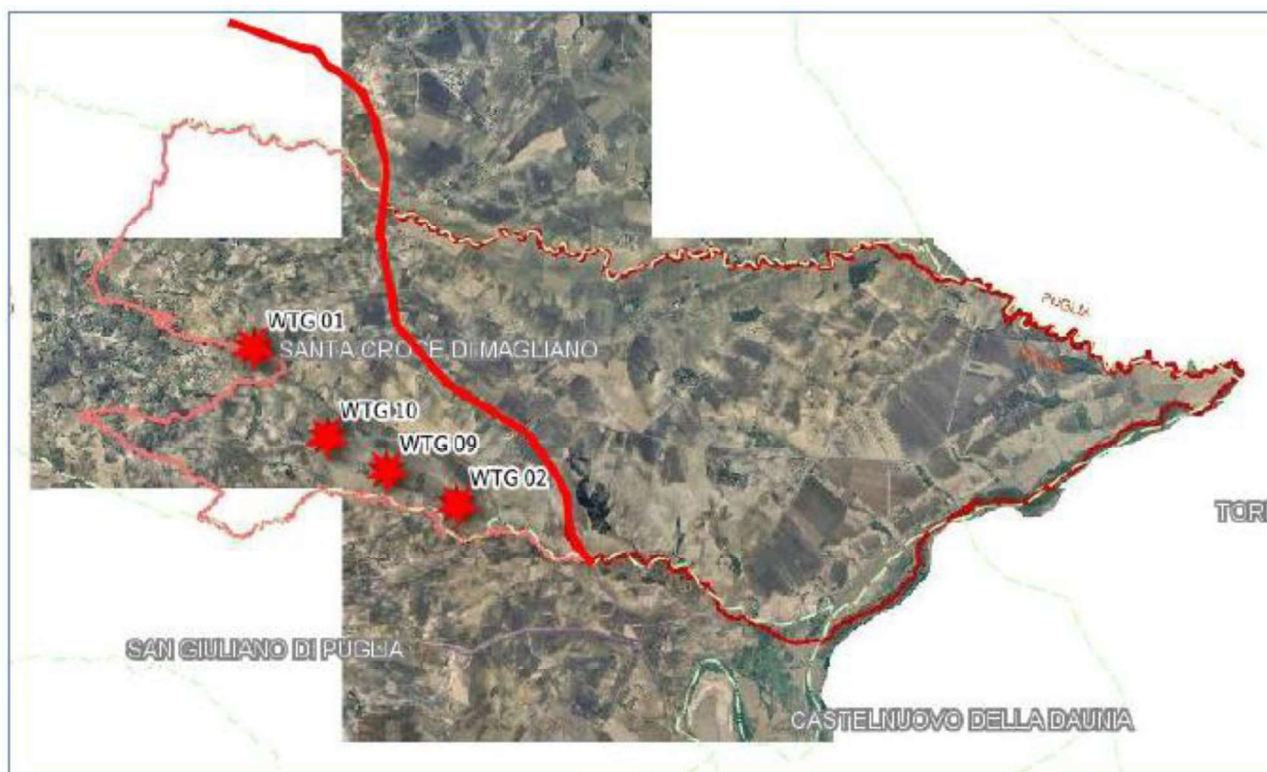 PUGLIA
WTG 01
SANTA CROCE DI MAGLIANO
WTG 10
WTG 09
WTG 02
TOR
SAN GIULIANO DI PUGLIA
CASTELNUOVO DELLA DAUNIA